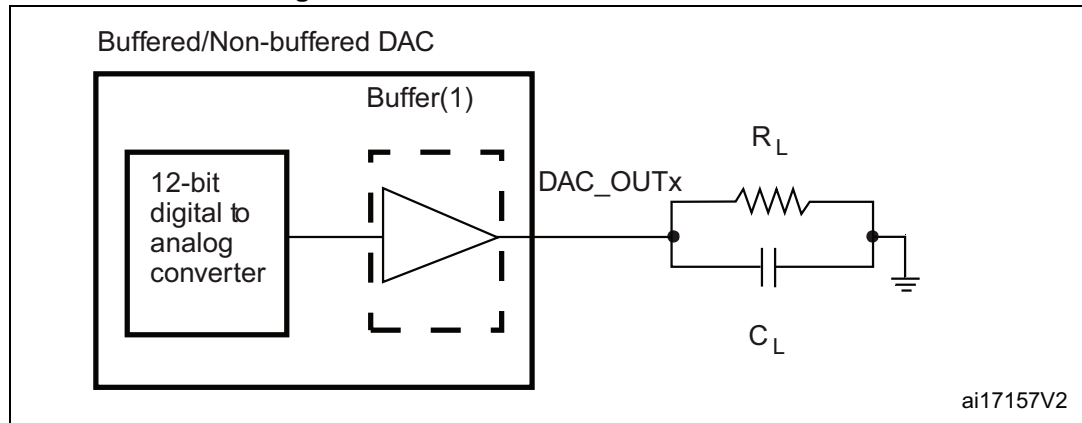 Buffered/Non-buffered DAC
Buffer(1)
12-bit
digital to
analog
converter
DAC_OUTx
R L
C L
ai17157V2